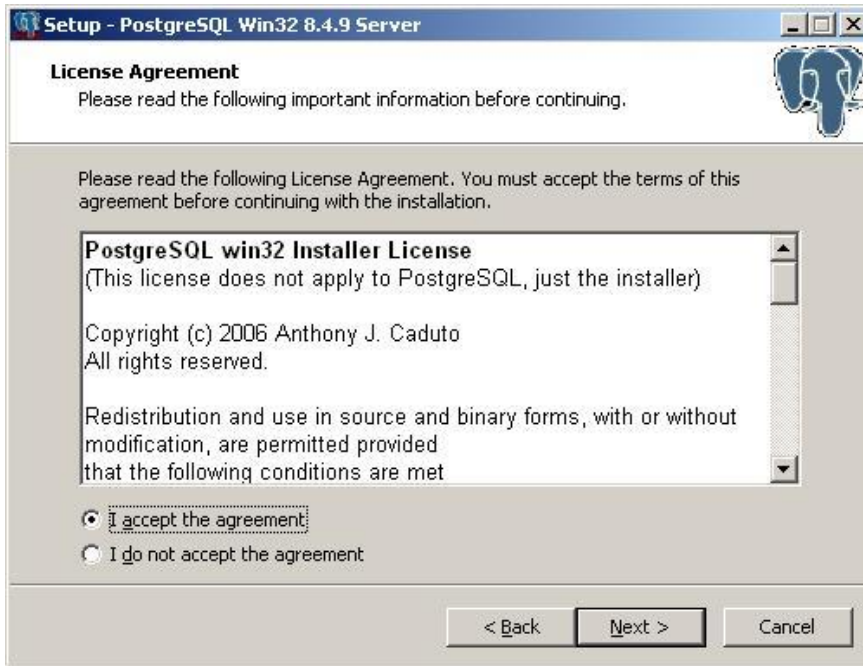 Setup - PostgreSQL Win32 8.4.9 Server
License Agreement
Please read the following important information before continuing.
Please read the following License Agreement. You must accept the terms of this
agreement before continuing with the installation.
PostgreSQL win32 Installer License
(This license does not apply to PostgreSQL, just the installer)
Copyright (c) 2006 Anthony J. Caduto
All rights reserved.
Redistribution and use in source and binary forms, with or without
modification, are permitted provided
that the following conditions are met
I accept the agreement
I do not accept the agreement
< Back
Next >
Cancel